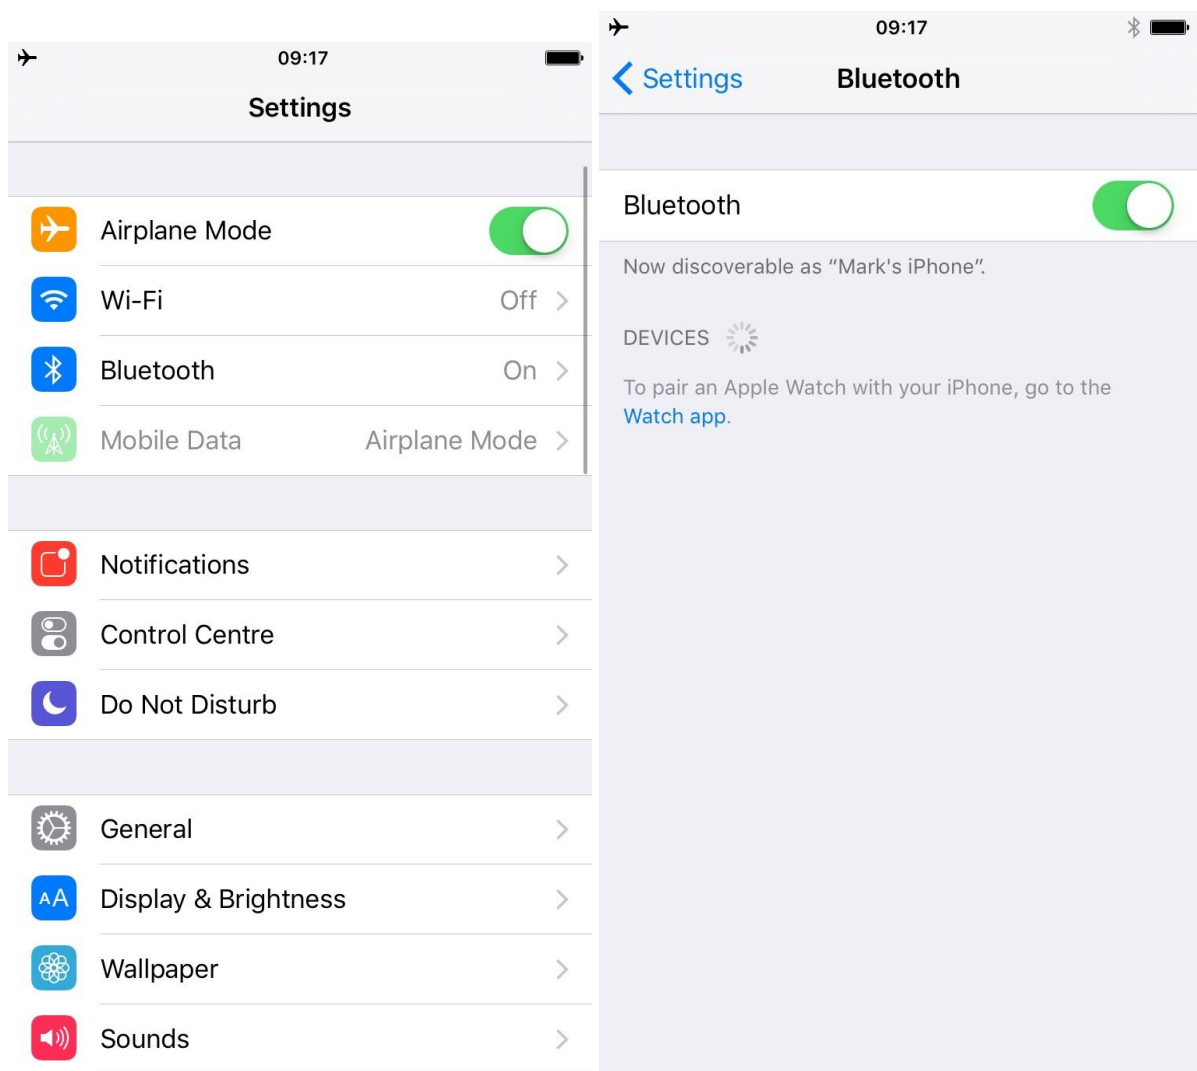 09:17
Settings
Airplane Mode
Wi-Fi Off
Bluetooth On
Mobile Data Airplane Mode
Notifications
Control Centre
Do Not Disturb
General
AA Display & Brightness
Wallpaper
Sounds
09:17
Settings Bluetooth
Bluetooth
Now discoverable as “Mark's iPhone”.
DEVICES
To pair an Apple Watch with your iPhone, go to the
Watch app.